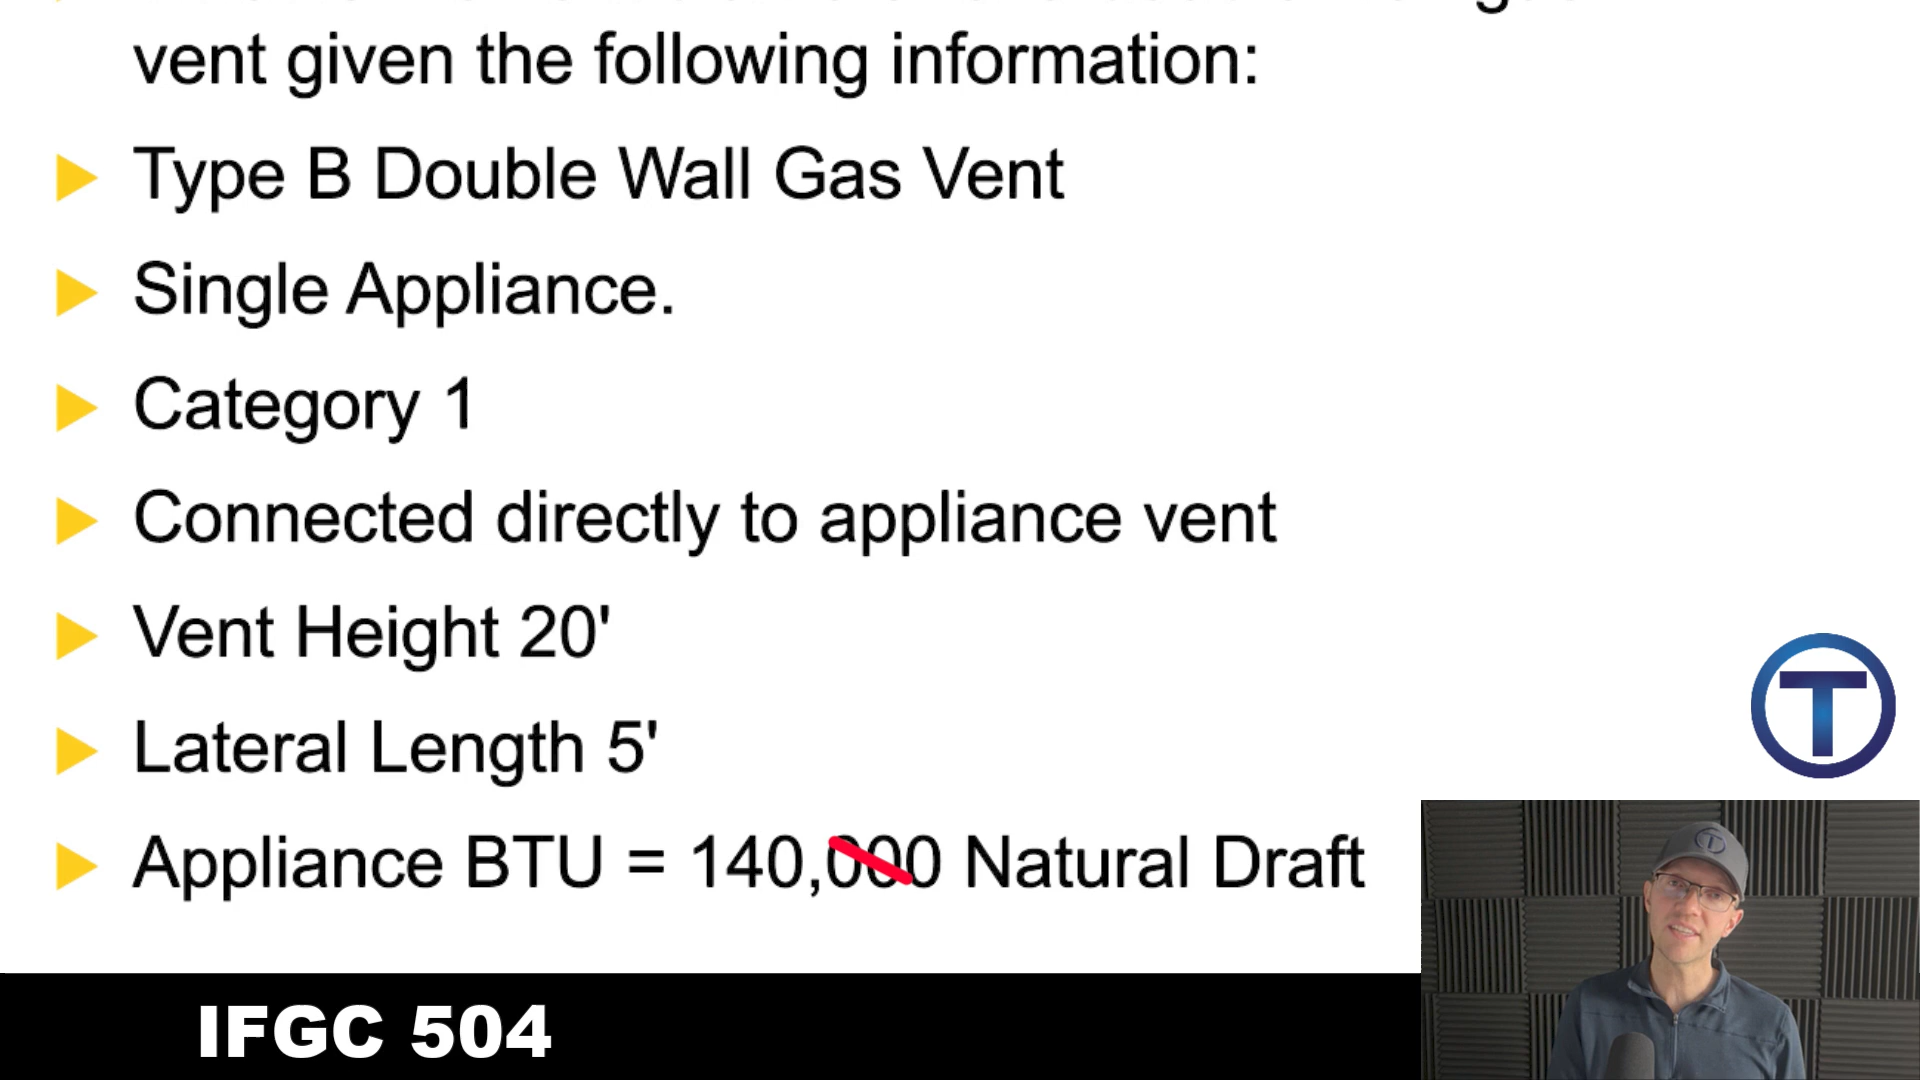 vent given the following information:
Type B Double Wall Gas Vent
Single Appliance.
Category 1
Connected directly to appliance vent
Vent Height 20'
Lateral Length 5'
Appliance BTU = 140,000 Natural Draft
T
IFGC 504